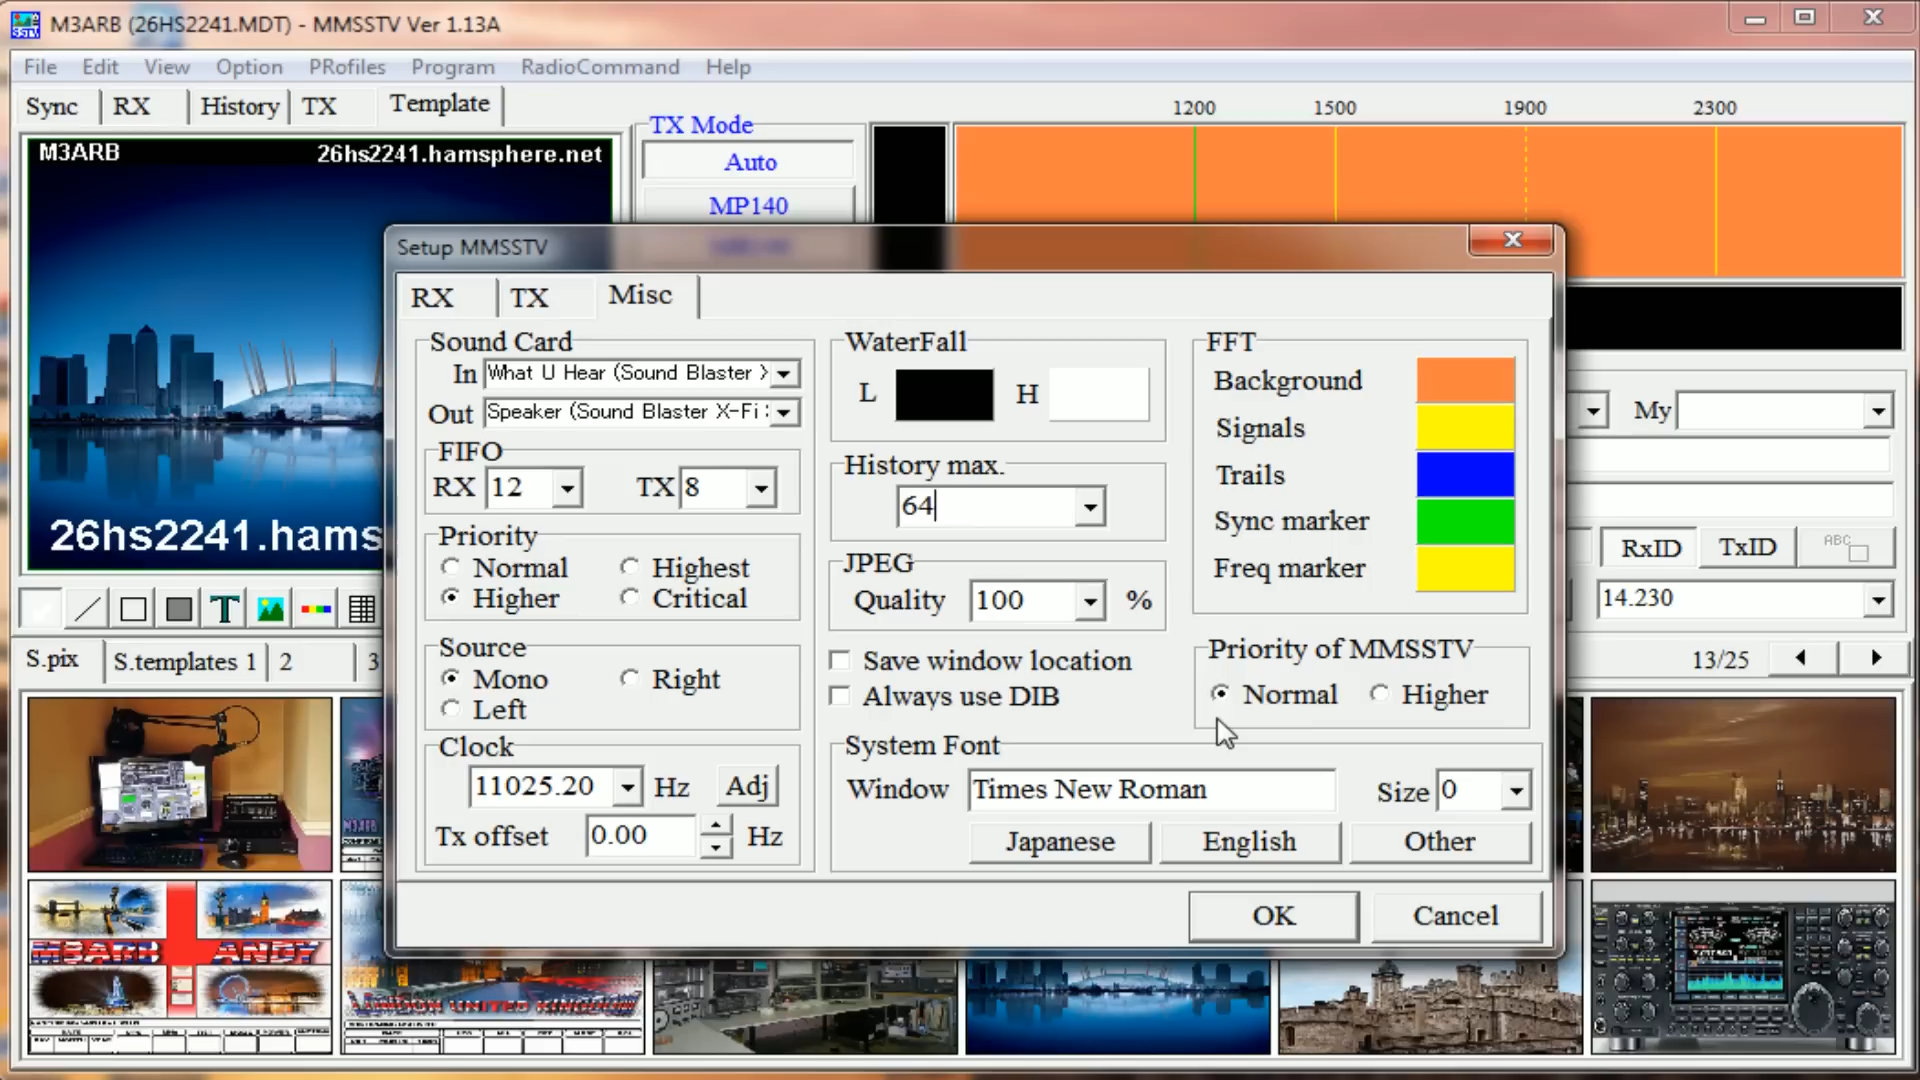 M3ARB (26HS2241.MDT) - MMSSTV Ver 1.13A
File Edit View Option PRofiles Program RadioCommand Help
Sync RX History TX Template
1200 1500 1900 2300
TX Mode
Auto
MP140
M3ARB 26hs2241.hamsphere.net
26hs2241.hams
Setup MMSSTV
RX TX Misc
Sound Card
In What U Hear (Sound Blaster X
Out Speaker (Sound Blaster X-Fi
FIFO
RX 12 TX 8
Priority
Normal Highest
Higher Critical
Source
Mono Right
Left
Clock
11025.20 Hz Adj
Tx offset 0.00 Hz
WaterFall
L H
History max.
64
JPEG
Quality 100 %
Save window location
Always use DIB
FFT
Background
Signals
Trails
Sync marker
Freq marker
Priority of MMSSTV
Normal Higher
System Font
Window Times New Roman Size 0
Japanese English Other
OK Cancel
My
RxID TxID ABC
14.230
S.pix S.templates 1 2 3
13/25
M3ARB ANDY
LONDON UNITED KINGDOM